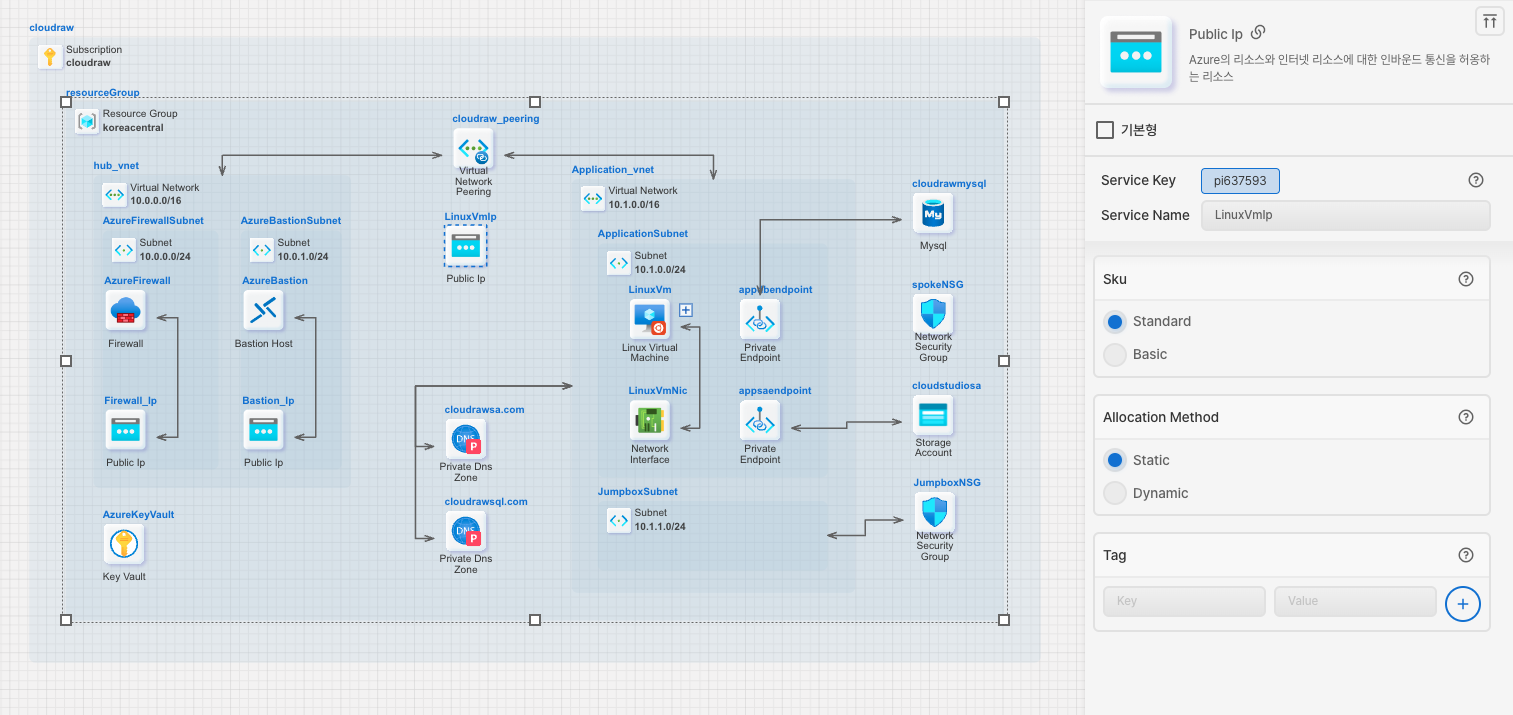 cloudraw
Subscription
cloudraw
resourceGroup
Resource Group
koreacentral
cloudraw_peering
Virtual
Network
Peering
hub_vnet
Virtual Network
10.0.0.0/16
AzureFirewallSubnet
Subnet
10.0.0.0/24
AzureBastionSubnet
Subnet
10.0.1.0/24
AzureFirewall
Firewall
AzureBastion
Bastion Host
Firewall_Ip
Public Ip
Bastion_Ip
Public Ip
AzureKeyVault
Key Vault
LinuxVmIp
Public Ip
cloudrawsa.com
DNS
P
Private Dns
Zone
cloudrawsql.com
DNS
P
Private Dns
Zone
Application_vnet
Virtual Network
10.1.0.0/16
ApplicationSubnet
Subnet
10.1.0.0/24
LinuxVm
Linux Virtual
Machine
Private
Endpoint
LinuxVmNic
Network
Interface
appsaendpoint
Private
Endpoint
JumpboxSubnet
Subnet
10.1.1.0/24
cloudrawmysql
My
Mysql
spokeNSG
Network
Security
Group
cloudstudiosa
Storage
Account
JumpboxNSG
Network
Security
Group
Public Ip
Azure의 리소스와 인터넷 리소스에 대한 인바운드 통신을 허용하
는 리소스
기본형
Service Key
pi637593
Service Name
LinuxVmIp
Sku
Standard
Basic
Allocation Method
Static
Dynamic
Tag
Key
Value